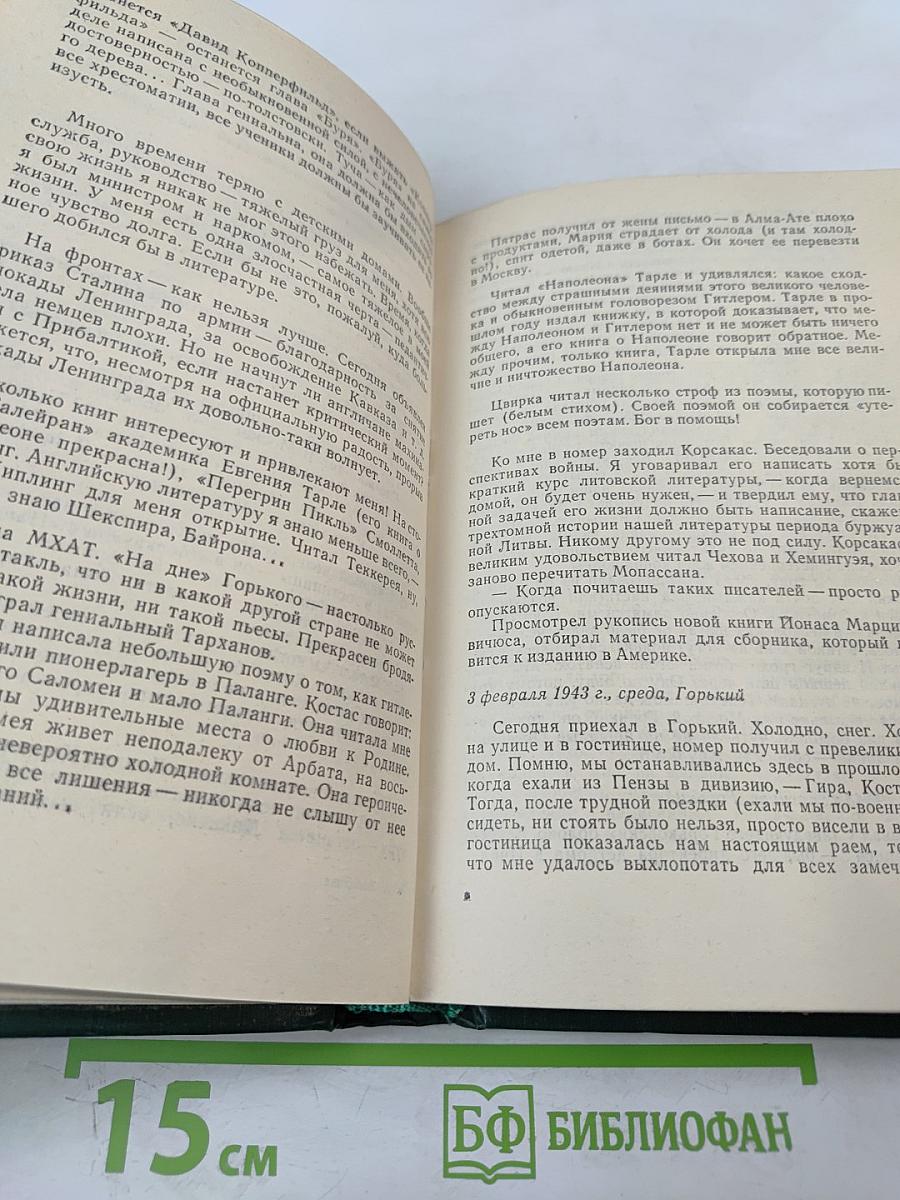 нется «Давид Копперфильд», если
фильда» — останется глава «Буря». «Буря»
деле написана с необыкновенной силой, с
достоверностью — по-толстовски. Туча — как
го дерева... Глава гениальна, она должна бы
все хрестоматии, все ученики должны бы заучивать
изусть.
Много времени теряю с детскими домами.
служба, руководство — тяжелый груз для меня,
свою жизнь я никак не мог этого избежать. Вр
я был министром и наркомом, — самое тяжелое в
жизни. У меня есть одна злосчастная черта —
ное чувство долга. Если бы не это, пожалуй, куда
шего добился бы в литературе.
На фронтах — как нельзя лучше. Сегодня объявлен
приказ Сталина по армии — благодарность за снятие
локады Ленинграда, за освобождение Кавказа и т. д.
ела немцев плохи. Но не начнут ли англичане махина-
и с Прибалтикой, если настанет критический момент?
жется, что, несмотря на официальную радость, прорыв
кады Ленинграда их довольно-таки волнует.
колько книг интересуют и привлекают меня! Насто-
алейран» академика Евгения Тарле (его книга о
леоне прекрасна!), «Перегрин Пикль» Смоллетта,
нг. Английскую литературу я знаю меньше всего, —
иплинг для меня открытие. Читал Теккерея, ну,
знаю Шекспира, Байрона...
а МХАТ. «На дне» Горького — настолько рус-
такль, что ни в какой другой стране не может
акой жизни, ни такой пьесы. Прекрасен бродя-
грал гениальный Тарханов.
я написала небольшую поэму о том, как гитле-
или пионерлагерь в Паланге. Костас говорит:
го Саломеи и мало Паланги. Она читала мне
мы удивительные места о любви к Родине.
мея живет неподалеку от Арбата, на вось-
невероятно холодной комнате. Она героиче-
все лишения — никогда не слышу от нее
аний...
Пятрас получил от жены письмо — в Алма-Ате плохо
с продуктами, Мария страдает от холода (и там холод-
но!), спит одетой, даже в ботах. Он хочет ее перевезти
в Москву.
Читал «Наполеона» Тарле и удивлялся: какое сход-
ство между страшными деяниями этого великого челове-
ка и обыкновенным головорезом Гитлером. Тарле в про-
шлом году издал книжку, в которой доказывает, что ме-
жду Наполеоном и Гитлером нет и не может быть ничего
общего, а его книга о Наполеоне говорит обратное. Ме-
жду прочим, только книга, Тарле открыла мне все вели-
чие и ничтожество Наполеона.
Цвирка читал несколько строф из поэмы, которую пи-
шет (белым стихом). Своей поэмой он собирается «уте-
реть нос» всем поэтам. Бог в помощь!
Ко мне в номер заходил Корсакас. Беседовали о пер-
спективах войны. Я уговаривал его написать хотя бы
краткий курс литовской литературы, — когда вернемся
домой, он будет очень нужен, — и твердил ему, что глав
ной задачей его жизни должно быть написание, скажем
трехтомной истории нашей литературы периода буржуа
ной Литвы. Никому другому это не под силу. Корсакас
великим удовольствием читал Чехова и Хемингуэя, хоч
заново перечитать Мопассана.
— Когда почитаешь таких писателей — просто р
опускаются.
Просмотрел рукопись новой книги Йонаса Марци
вичюса, отбирал материал для сборника, который
вится к изданию в Америке.
3 февраля 1943 г., среда, Горький
Сегодня приехал в Горький. Холодно, снег. Хо
на улице и в гостинице, номер получил с превелики
дом. Помню, мы останавливались здесь в прошло
когда ехали из Пензы в дивизию, — Гира, Кост
Тогда, после трудной поездки (ехали мы по-военн
сидеть, ни стоять было нельзя, просто висели в в
гостиница показалась нам настоящим раем, те
что мне удалось выхлопотать для всех замеч
15 см
БФ БИБЛИОФАН